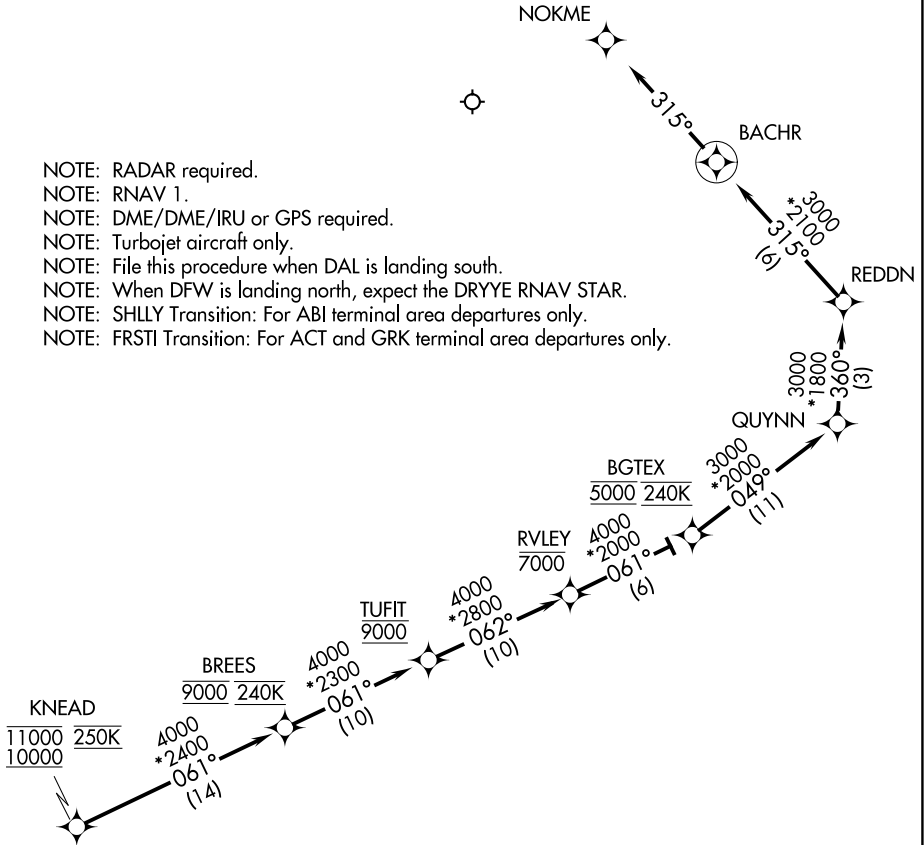 NOKME
315°
BACHR
NOTE: RADAR required.
NOTE: RNAV 1.
NOTE: DME/DME/IRU or GPS required.
NOTE: Turbojet aircraft only.
NOTE: File this procedure when DAL is landing south.
NOTE: When DFW is landing north, expect the DRYYE RNAV STAR.
NOTE: SHLLY Transition: For ABI terminal area departures only.
NOTE: FRSTI Transition: For ACT and GRK terminal area departures only.
3000
*2100
315°
(6)
REDDN
3000
*1800
360°
(3)
QUYNN
3000
*2000
049°
(11)
BGTEX
5000 240K
4000
*2000
061°
(6)
RVLEY
7000
4000
*2800
062°
(10)
TUFIT
9000
4000
*2300
061°
(10)
BREES
9000 240K
4000
*2400
061°
(14)
KNEAD
11000 250K
10000